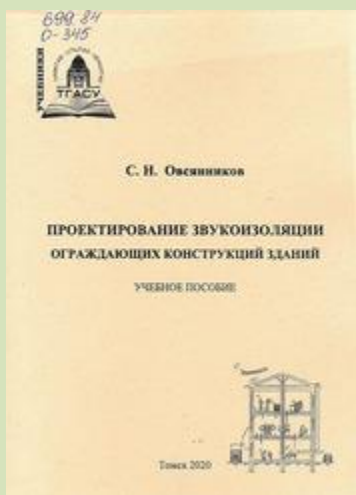 699.84
О-345
УЧЕБНИКИ
ТГАСУ
С. Н. Овсянников
ПРОЕКТИРОВАНИЕ ЗВУКОИЗОЛЯЦИИ
ОГРАЖДАЮЩИХ КОНСТРУКЦИЙ ЗДАНИЙ
УЧЕБНОЕ ПОСОБИЕ
Томск 2020